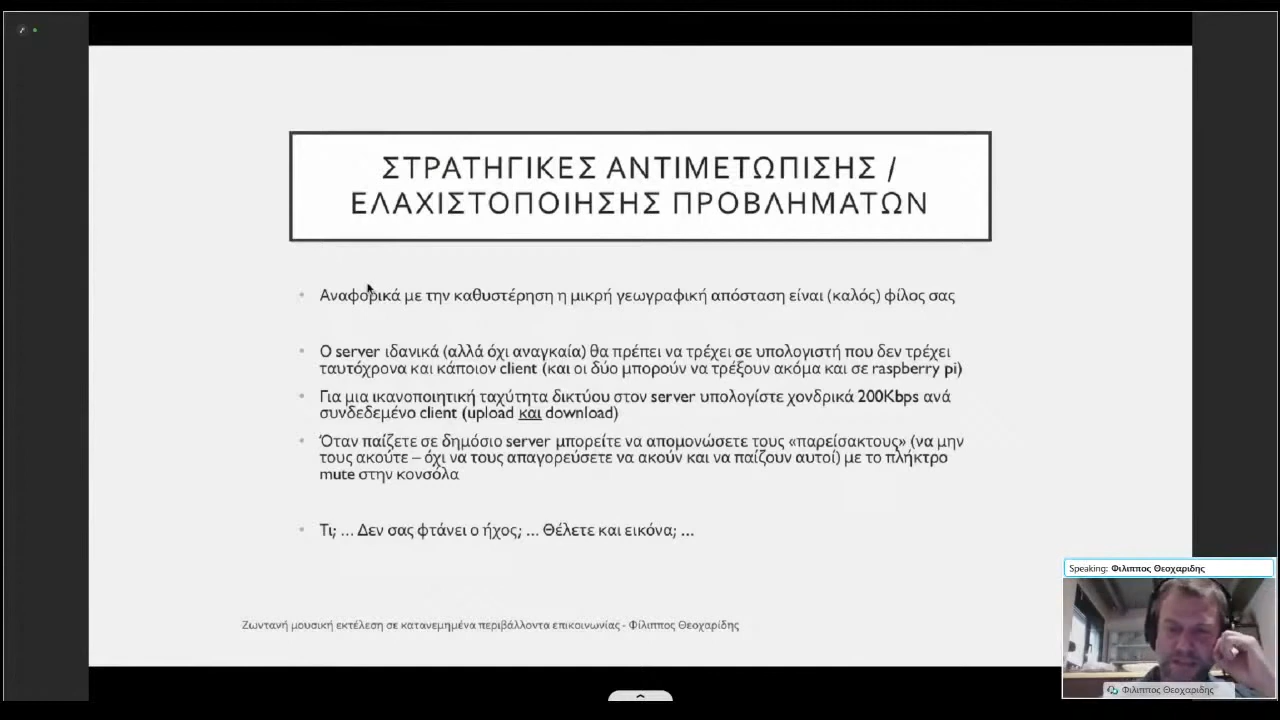 ΣΤΡΑΤΗΓΙΚΕΣ ΑΝΤΙΜΕΤΩΠΙΣΗΣ /
ΕΛΑΧΙΣΤΟΠΟΙΗΣΗΣ ΠΡΟΒΛΗΜΑΤΩΝ
• Αναφορικά με την καθυστέρηση η μικρή γεωγραφική απόσταση είναι (καλός) φίλος σας
• Ο server ιδανικά (αλλά όχι αναγκαία) θα πρέπει να τρέχει σε υπολογιστή που δεν τρέχει
ταυτόχρονα και κάποιον client (και οι δύο μπορούν να τρέξουν ακόμα και σε raspberry pi)
• Για μια ικανοποιητική ταχύτητα δικτύου στον server υπολογίστε χονδρικά 200Kbps ανά
συνδεδεμένο client (upload και download)
• Όταν παίζετε σε δημόσιο server μπορείτε να απομονώσετε τους «παρείσακτους» (να μην
τους ακούτε – όχι να τους απαγορεύσετε να ακούν και να παίζουν αυτοί) με το πλήκτρο
mute στην κονσόλα
• Τι; ... Δεν σας φτάνει ο ήχος; ... Θέλετε και εικόνα; ...
Ζωντανή μουσική εκτέλεση σε κατανεμημένα περιβάλλοντα επικοινωνίας - Φίλιππος Θεοχαρίδης
Speaking: Φιλιππος Θεοχαριδης
Φιλιππος Θεοχαριδης